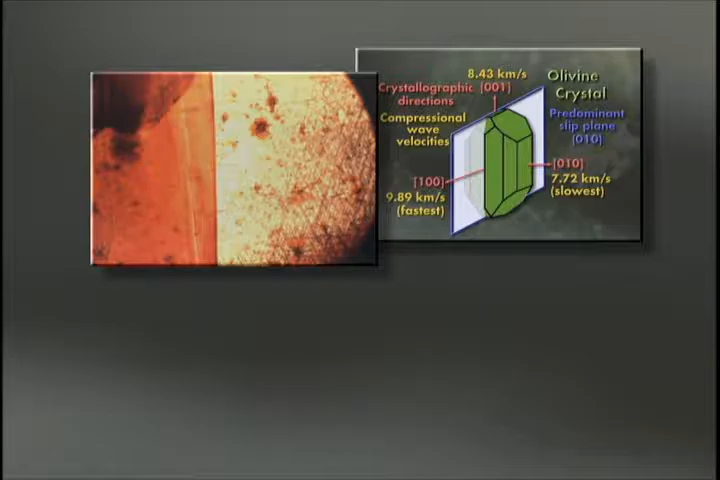 8.43 km/s
Crystallographic [001]
directions
Compressional
wave
velocities
Olivine
Crystal
Predominant
slip plane
(010)
[100]
9.89 km/s
(fastest)
[010]
7.72 km/s
(slowest)